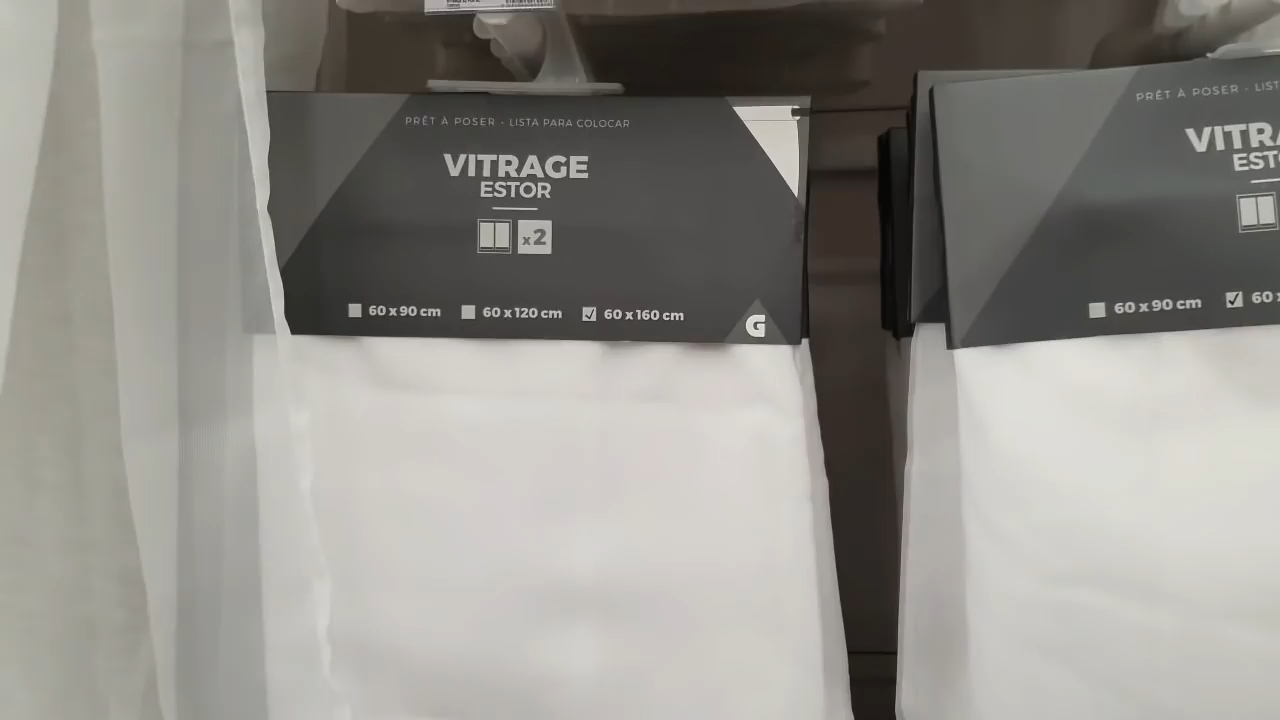 PRÊT À POSER - LISTA PARA COLOCAR
VITRAGE
ESTOR
x2
60 x 90 cm 60 x 120 cm 60 x 160 cm
G
PRÊT À POSER - LIST
VITRA
ESTO
60 x 90 cm 60